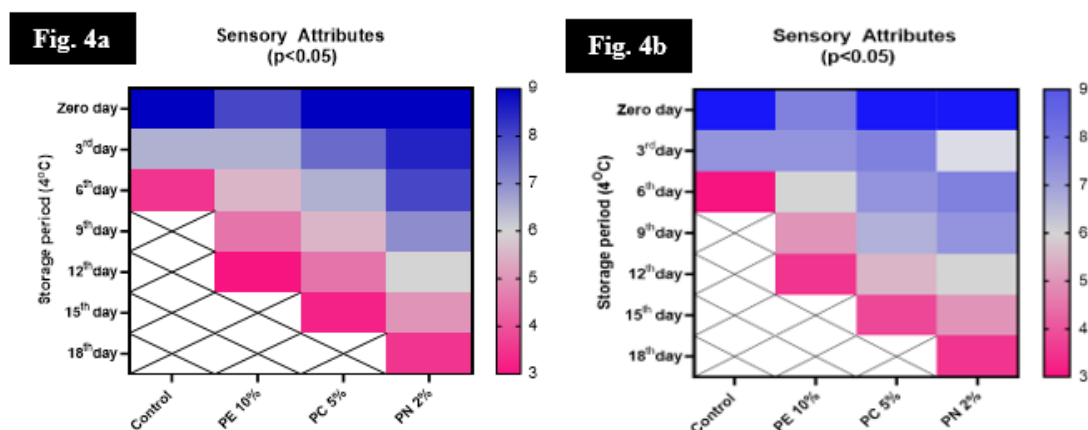 Fig. 4a
Sensory Attributes
(p<0.05)
Storage period (4°C)
Zero day
3rd day
6th day
9th day
12th day
15th day
18th day
Control
PE 10%
PC 5%
PN 2%
9
8
7
6
5
4
3
Fig. 4b
Sensory Attributes
(p<0.05)
Storage period (4°C)
Zero day
3rd day
6th day
9th day
12th day
15th day
18th day
Control
PE 10%
PC 5%
PN 2%
9
8
7
6
5
4
3